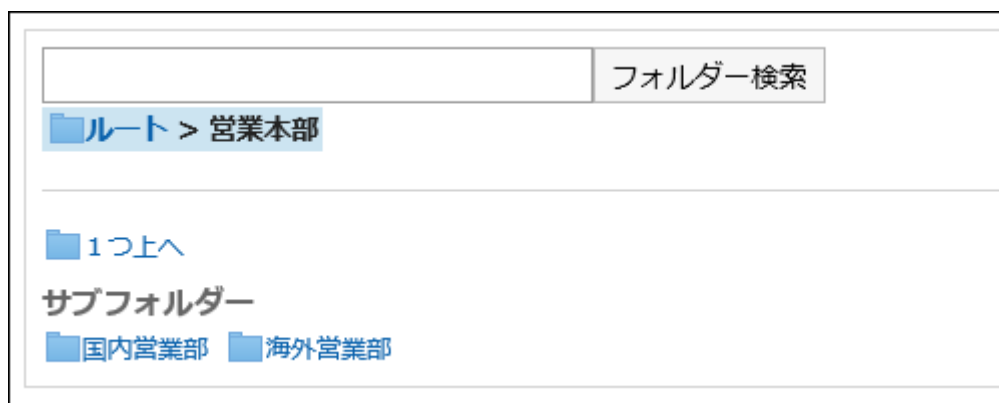 フォルダー検索
ルート > 営業本部
１つ上へ
サブフォルダー
国内営業部 海外営業部